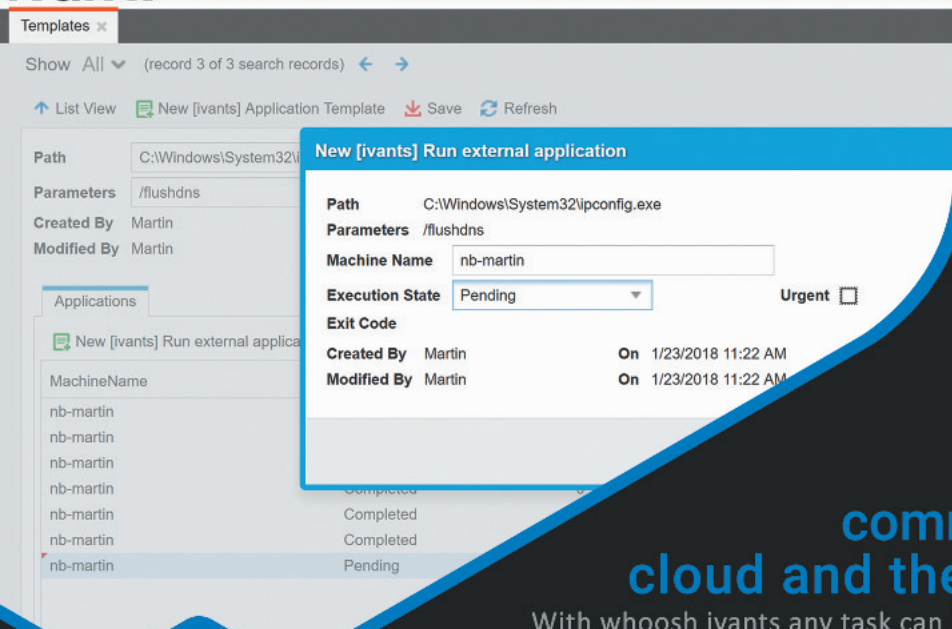 Templates
Show All (record 3 of 3 search records)
List View New [ivants] Application Template Save Refresh
Path C:\Windows\System32\i
Parameters /flushdns
Created By Martin
Modified By Martin
Applications
New [ivants] Run external applica
MachineName
nb-martin
nb-martin
nb-martin
nb-martin Completed
nb-martin Completed
nb-martin Completed
nb-martin Pending
New [ivants] Run external application
Path C:\Windows\System32\ipconfig.exe
Parameters /flushdns
Machine Name nb-martin
Execution State Pending Urgent
Exit Code
Created By Martin On 1/23/2018 11:22 AM
Modified By Martin On 1/23/2018 11:22 AM
com
cloud and the
With whoosh ivants any task can